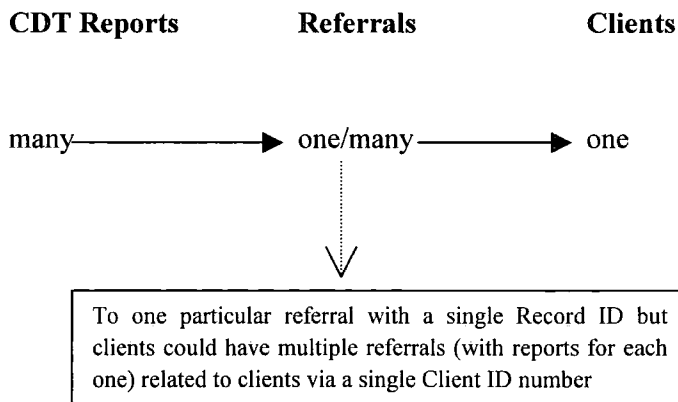 CDT Reports Referrals Clients
many one/many one
To one particular referral with a single Record ID but
clients could have multiple referrals (with reports for each
one) related to clients via a single Client ID number